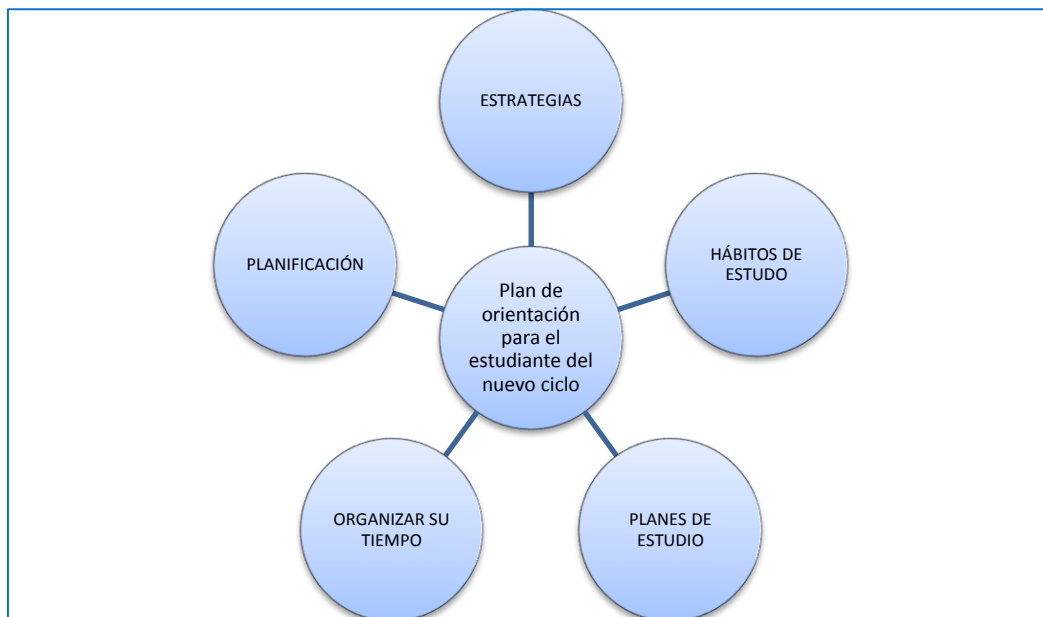 ESTRATEGIAS
HÁBITOS DE
ESTUDO
PLANIFICACIÓN
Plan de
orientación
para el
estudiante del
nuevo ciclo
ORGANIZAR SU
TIEMPO
PLANES DE
ESTUDIO